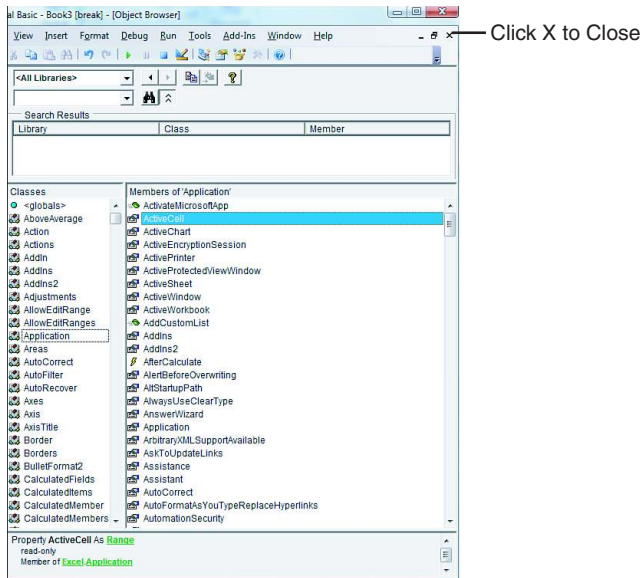 al Basic - Book3 [break] - [Object Browser]
View Insert Format Debug Run Tools Add-Ins Window Help
Click X to Close
<All Libraries>
Search Results
Library Class Member
Classes Members of 'Application'
<globals> ActivateMicrosoftApp
AboveAverage ActiveCell
Action ActiveChart
Actions ActiveEncryptionSession
AddIn ActivePrinter
AddIns ActiveProtectedViewWindow
AddIns2 ActiveSheet
Adjustments ActiveWindow
AllowEditRange ActiveWorkbook
AllowEditRanges AddCustomList
Application AddIns
Areas AddIns2
AutoCorrect AfterCalculate
AutoFilter AlertBeforeOverwriting
AutoRecover AltStartupPath
Axes AlwaysUseClearType
Axis AnswerWizard
AxisTitle Application
Border ArbitraryXMLSupportAvailable
Borders AskToUpdateLinks
BulletFormat2 Assistance
CalculatedFields Assistant
CalculatedItems AutoCorrect
CalculatedMember AutoFormatAsYouTypeReplaceHyperlinks
CalculatedMembers AutomationSecurity
Property ActiveCell As Range
read-only
Member of Excel.Application